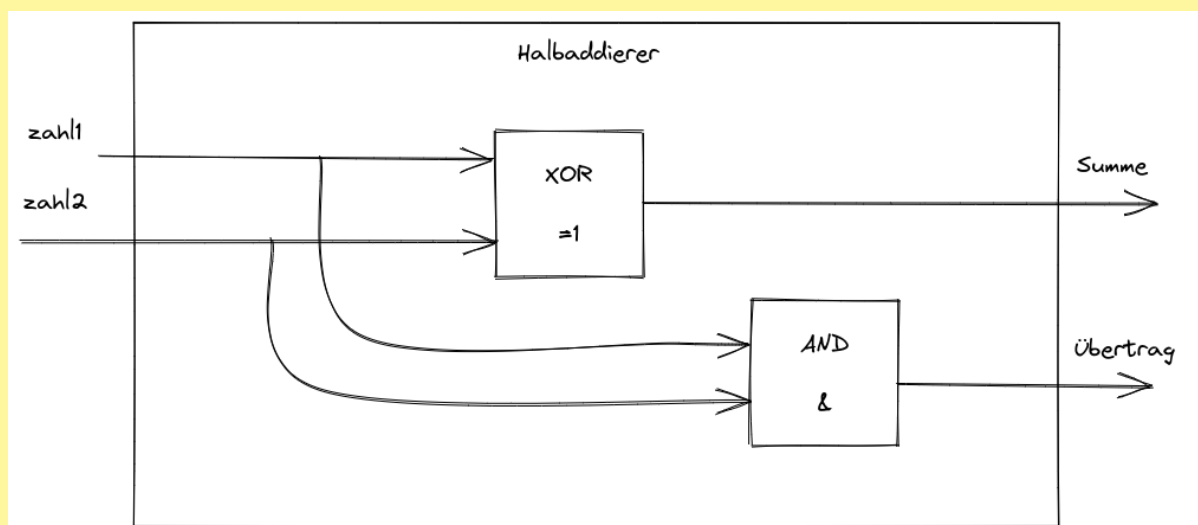 Halbaddierer
zahl1
zahl2
XOR
=1
Summe
AND
&
Übertrag